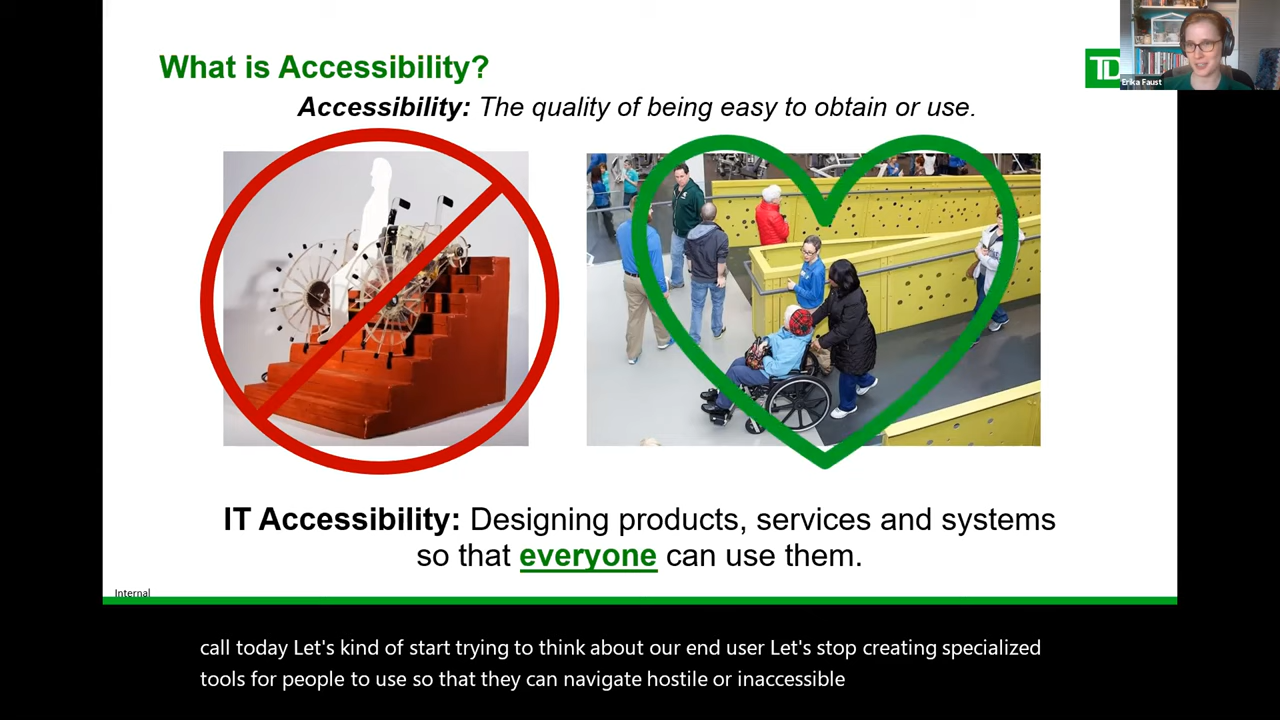 What is Accessibility?
TD
Erika Faust
Accessibility: The quality of being easy to obtain or use.
IT Accessibility: Designing products, services and systems
so that everyone can use them.
Internal
call today Let's kind of start trying to think about our end user Let's stop creating specialized
tools for people to use so that they can navigate hostile or inaccessible